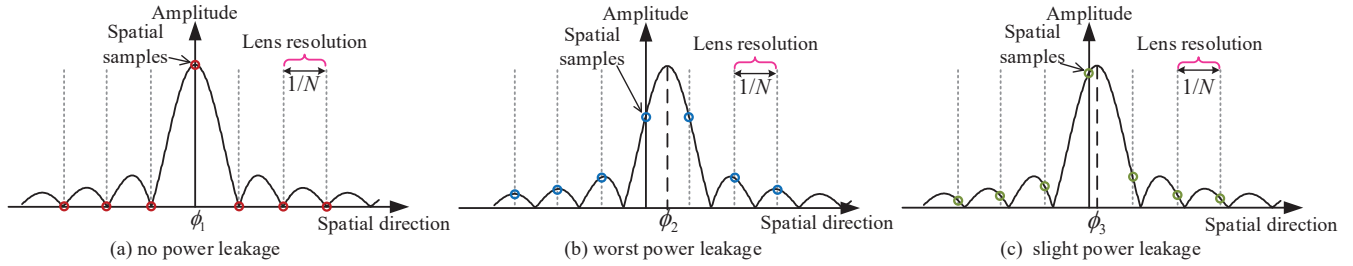 Amplitude
Spatial
samples
Lens resolution
1/N
ϕ1
Spatial direction
(a) no power leakage
Amplitude
Spatial
samples
Lens resolution
1/N
ϕ2
Spatial direction
(b) worst power leakage
Amplitude
Spatial
samples
Lens resolution
1/N
ϕ3
Spatial direction
(c) slight power leakage